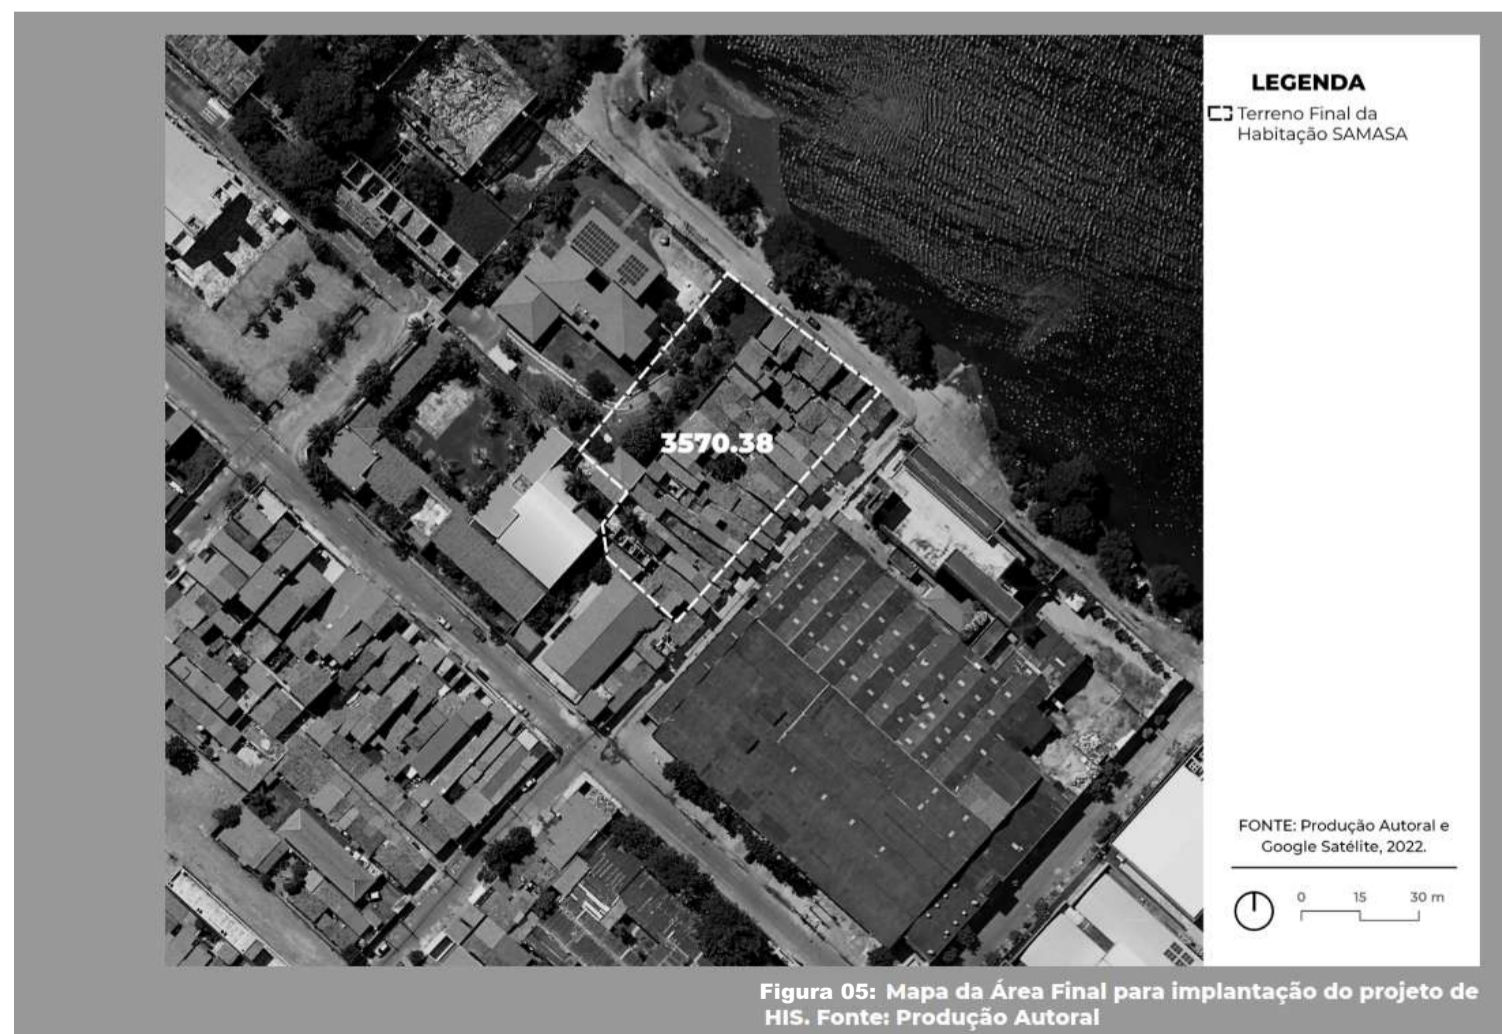 LEGENDA
Terreno Final da
Habitação SAMASA
3570.38
FONTE: Produção Autoral e
Google Satélite, 2022.
0 15 30 m
Figura 05: Mapa da Área Final para implantação do projeto de
HIS. Fonte: Produção Autoral